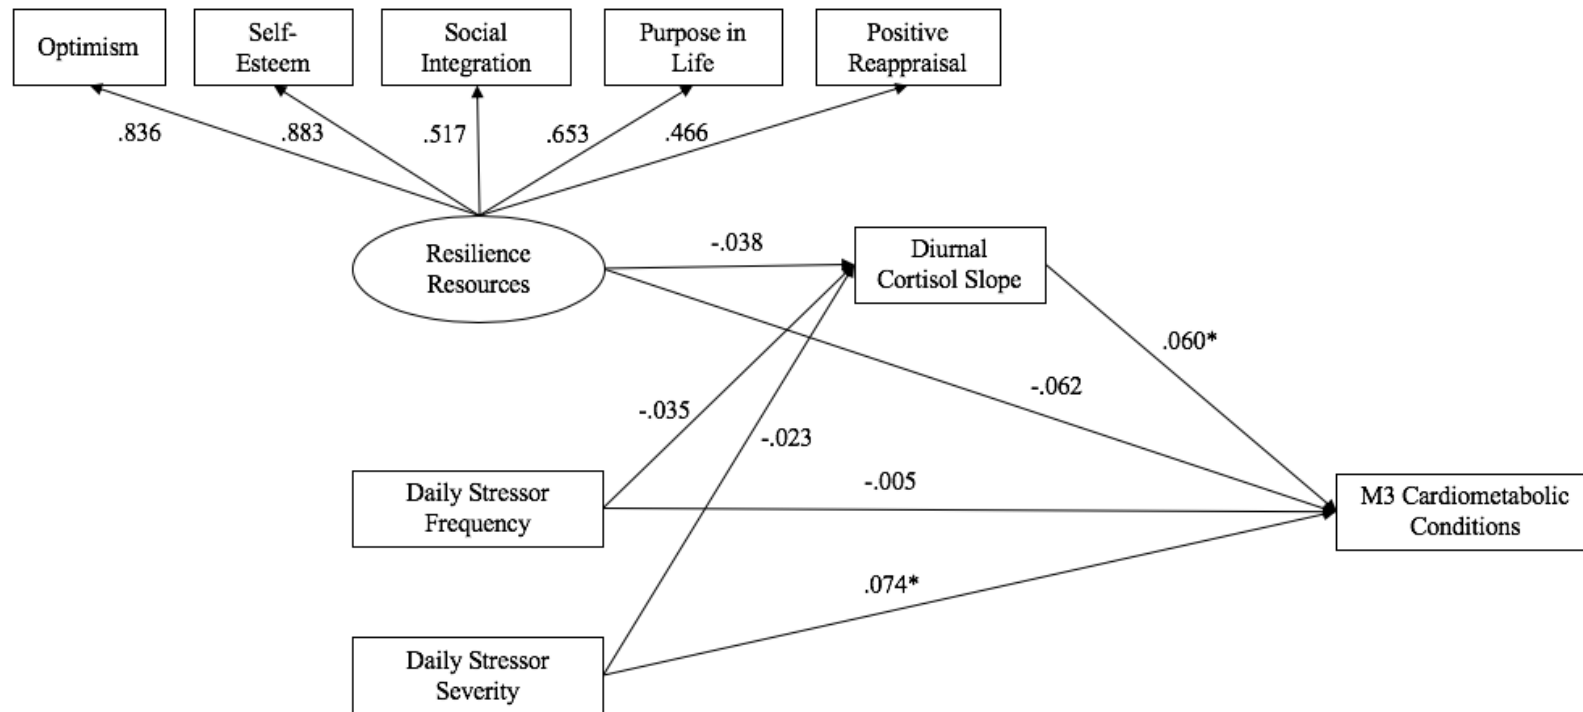 Optimism
Self-
Esteem
Social
Integration
Purpose in
Life
Positive
Reappraisal
.836
.883
.517
.653
.466
Resilience
Resources
-.038
Diurnal
Cortisol Slope
.060*
-.062
-.035
-.023
Daily Stressor
Frequency
-.005
M3 Cardiometabolic
Conditions
.074*
Daily Stressor
Severity